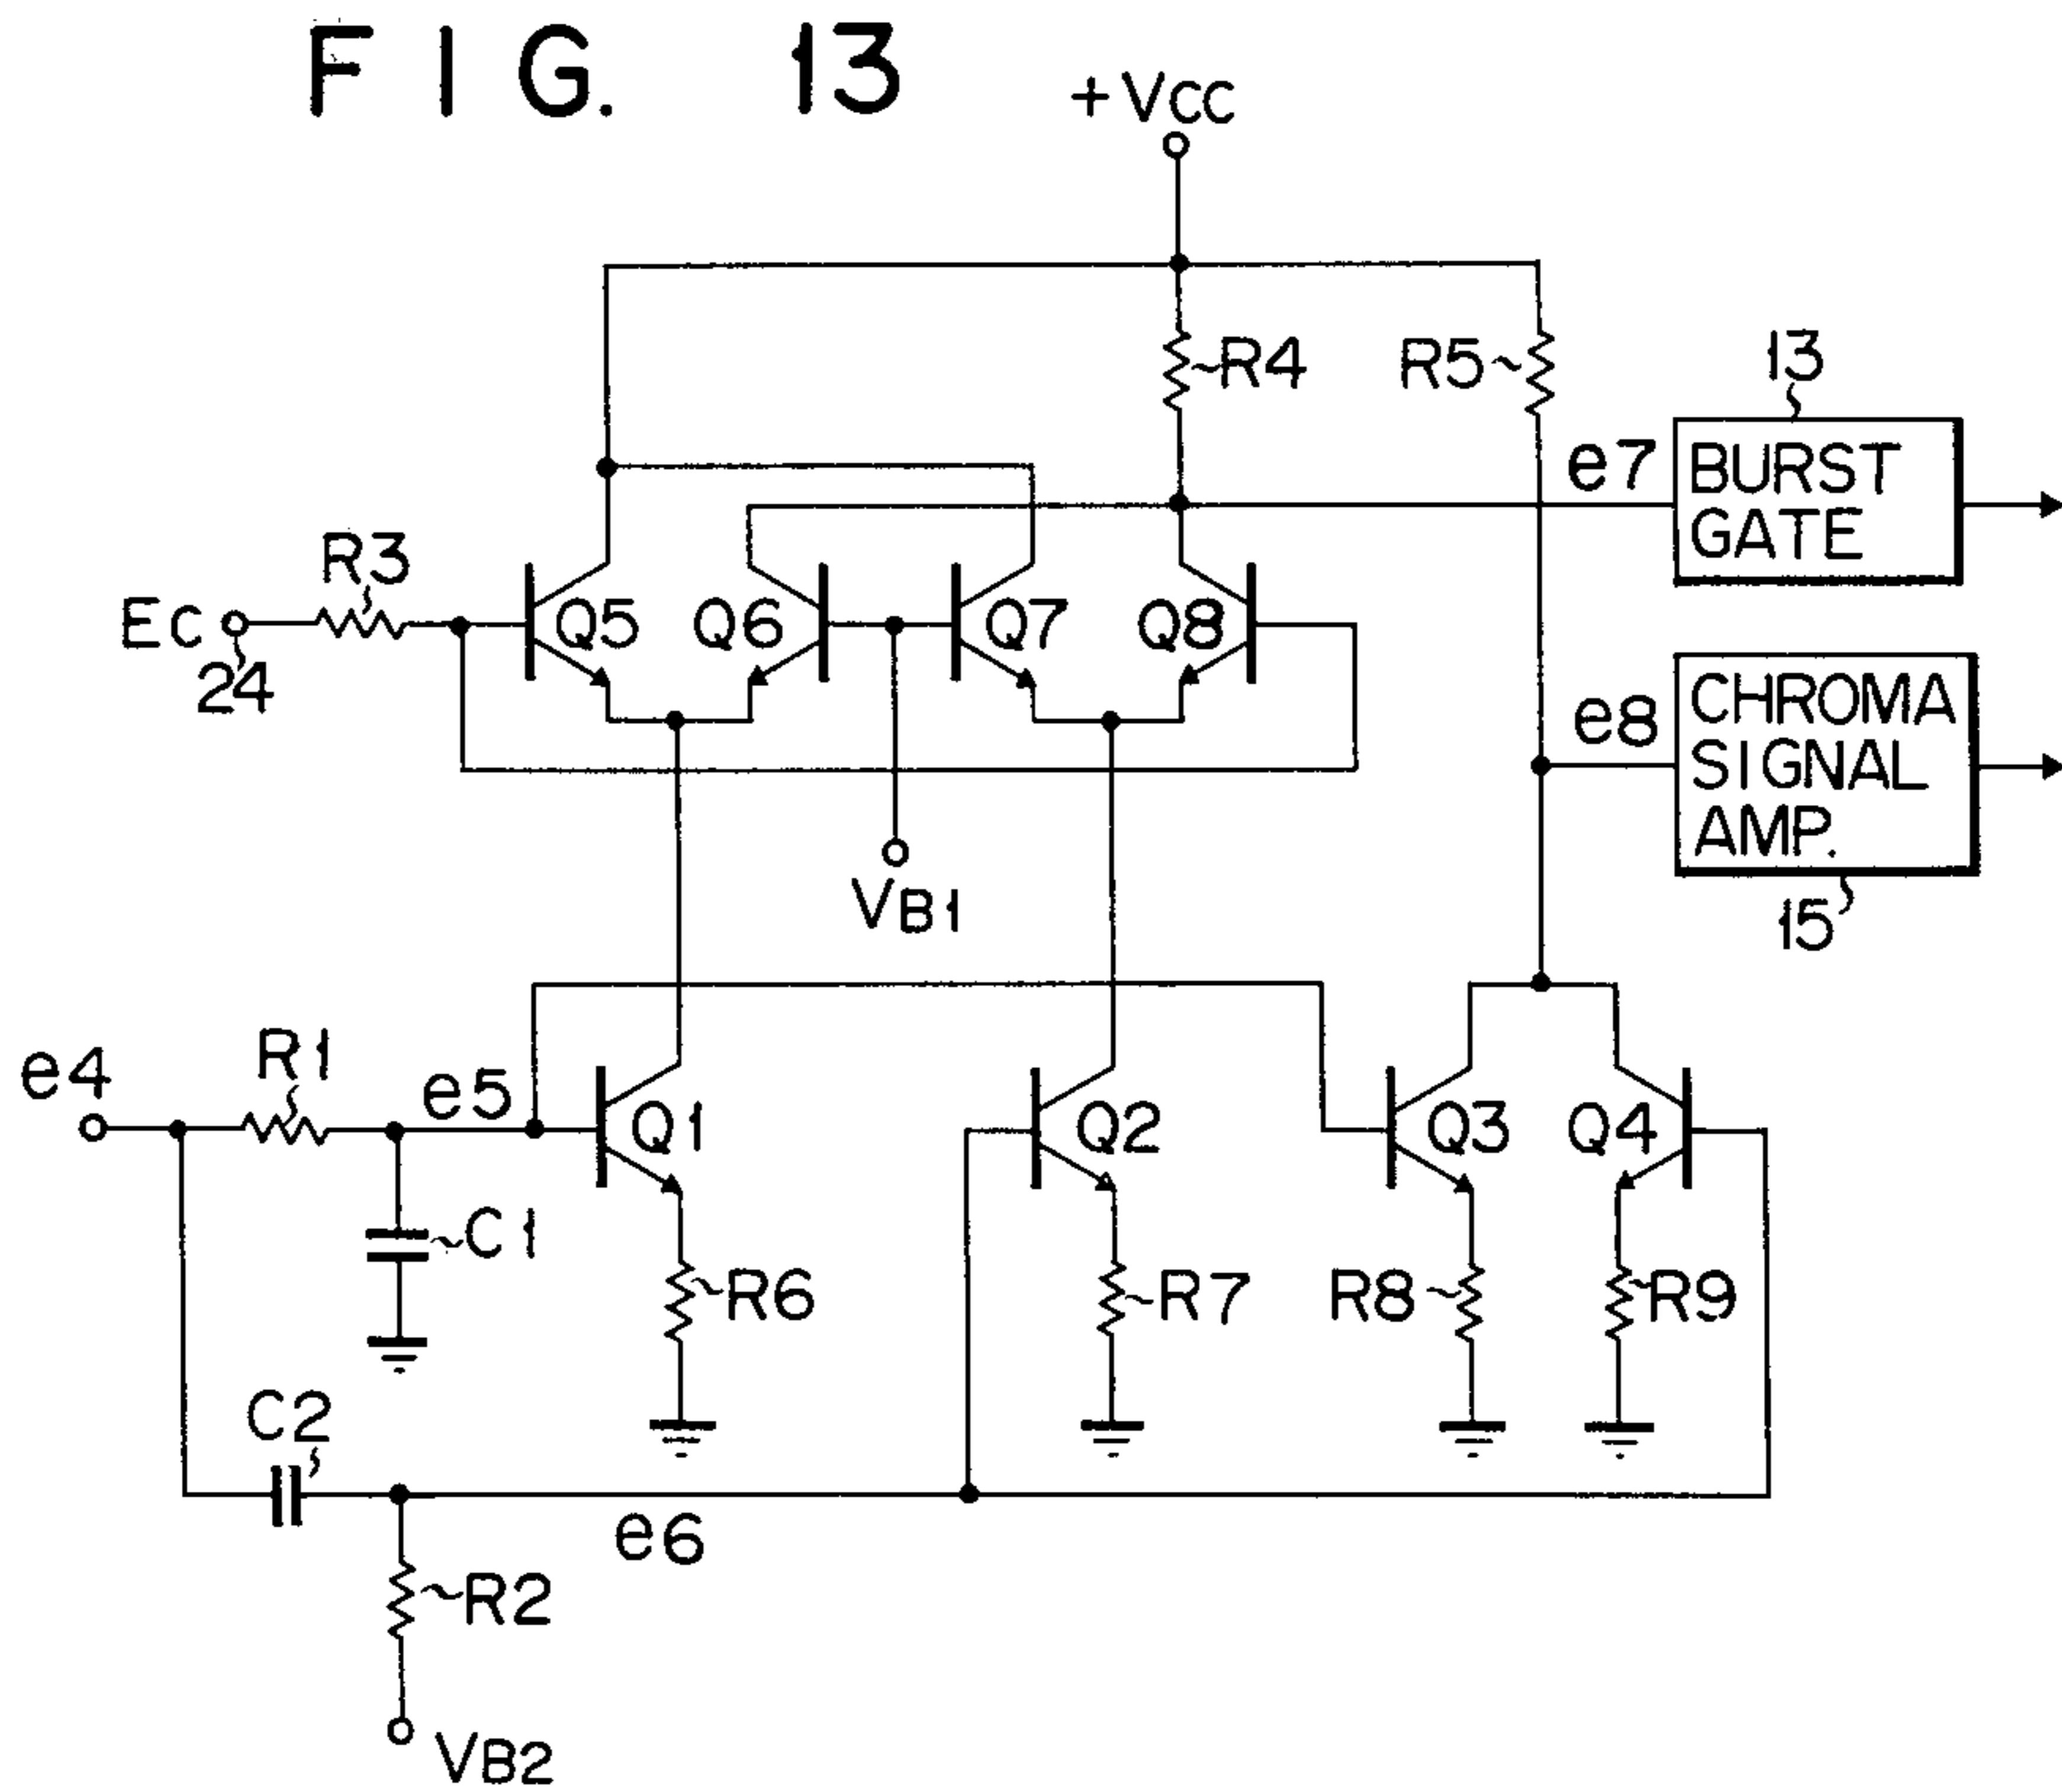 FIG. 13
+VCC
R4
R5
13
e7
BURST
GATE
R3
EC
24
Q5
Q6
Q7
Q8
e8
CHROMA
SIGNAL
AMP.
15
VB1
e4
R1
e5
Q1
Q2
Q3
Q4
C1
R6
R7
R8
R9
C2
e6
R2
VB2